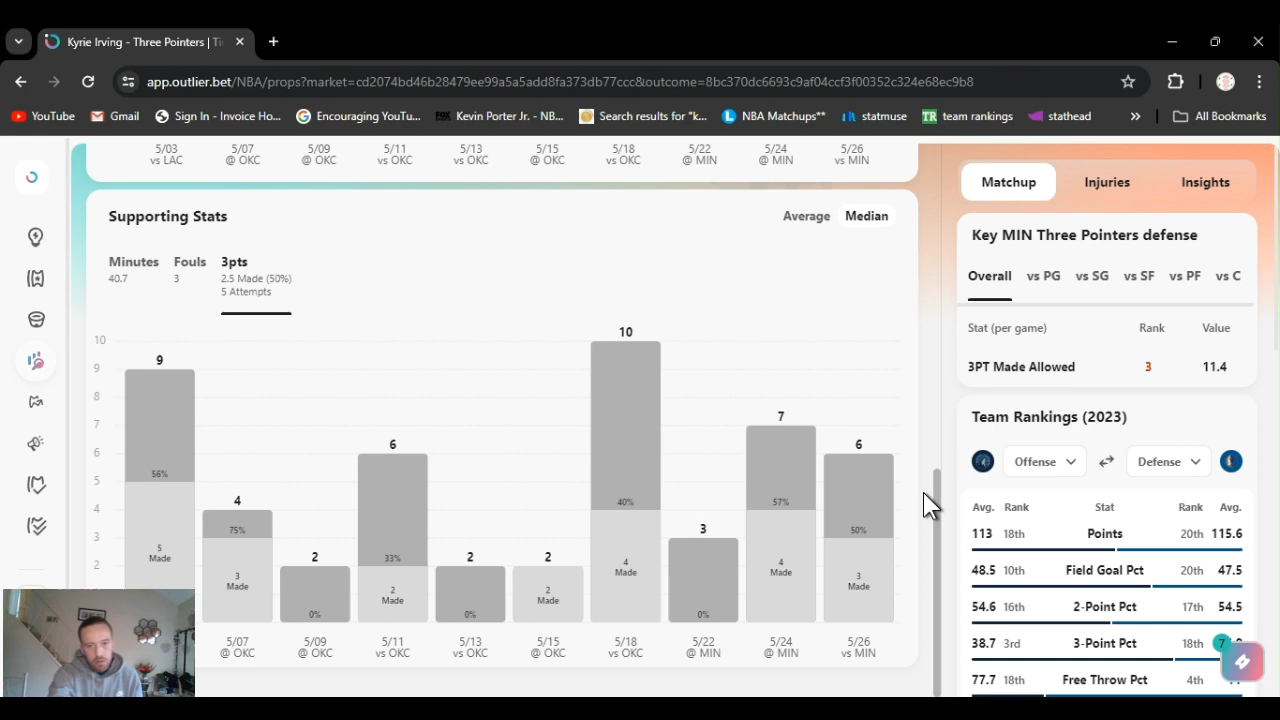 Kyrie Irving - Three Pointers | Ti
app.outlier.bet/NBA/props?market=cd2074bd46b28479ee99a5a5add8fa373db77ccc&outcome=8bc370dc6693c9af04ccf3f00352c324e68ec9b8
YouTube Gmail Sign In - Invoice Ho... Encouraging YouTu... FOX Kevin Porter Jr. - NB... Search results for "k... NBA Matchups** statmuse TR team rankings stathead » All Bookmarks
5/03 5/07 5/09 5/11 5/13 5/15 5/18 5/22 5/24 5/26
vs LAC @ OKC @ OKC vs OKC vs OKC @ OKC vs OKC @ MIN @ MIN vs MIN
Supporting Stats
Average Median
Minutes Fouls 3pts
40.7 3 2.5 Made (50%)
5 Attempts
10
9
8
7
6
5
4
3
2
9
56%
5
Made
4
75%
3
Made
2
0%
6
33%
2
Made
2
0%
2
2
Made
10
40%
4
Made
3
0%
7
57%
4
Made
6
50%
3
Made
5/07 5/09 5/11 5/13 5/15 5/18 5/22 5/24 5/26
@ OKC @ OKC vs OKC vs OKC @ OKC vs OKC @ MIN @ MIN vs MIN
Matchup Injuries Insights
Key MIN Three Pointers defense
Overall vs PG vs SG vs SF vs PF vs C
Stat (per game) Rank Value
3PT Made Allowed 3 11.4
Team Rankings (2023)
Offense Defense
Avg. Rank Stat Rank Avg.
113 18th Points 20th 115.6
48.5 10th Field Goal Pct 20th 47.5
54.6 16th 2-Point Pct 17th 54.5
38.7 3rd 3-Point Pct 18th
77.7 18th Free Throw Pct 4th